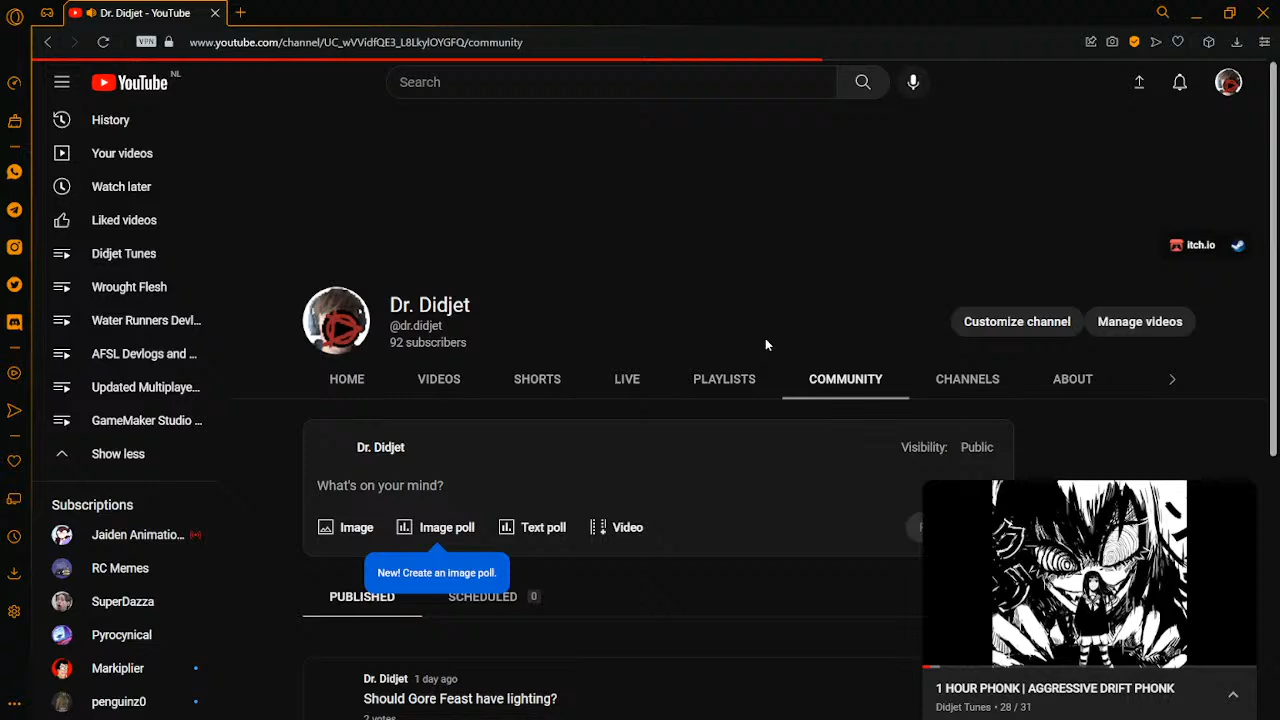 Dr. Didjet - YouTube
VPN
www.youtube.com/channel/UC_wVVidfQE3_L8LkylOYGFQ/community
YouTube NL
Search
History
Your videos
Watch later
Liked videos
Didjet Tunes
Wrought Flesh
Water Runners Devl...
AFSL Devlogs and ...
Updated Multiplaye...
GameMaker Studio ...
Show less
Subscriptions
Jaiden Animatio...
RC Memes
SuperDazza
Pyrocynical
Markiplier
penguinz0
itch.io
Dr. Didjet
@dr.didjet
92 subscribers
Customize channel
Manage videos
HOME
VIDEOS
SHORTS
LIVE
PLAYLISTS
COMMUNITY
CHANNELS
ABOUT
Dr. Didjet
Visibility: Public
What's on your mind?
Image
Image poll
Text poll
Video
New! Create an image poll.
PUBLISHED
SCHEDULED 0
Dr. Didjet 1 day ago
Should Gore Feast have lighting?
2 votes
1 HOUR PHONK | AGGRESSIVE DRIFT PHONK
Didjet Tunes • 28 / 31